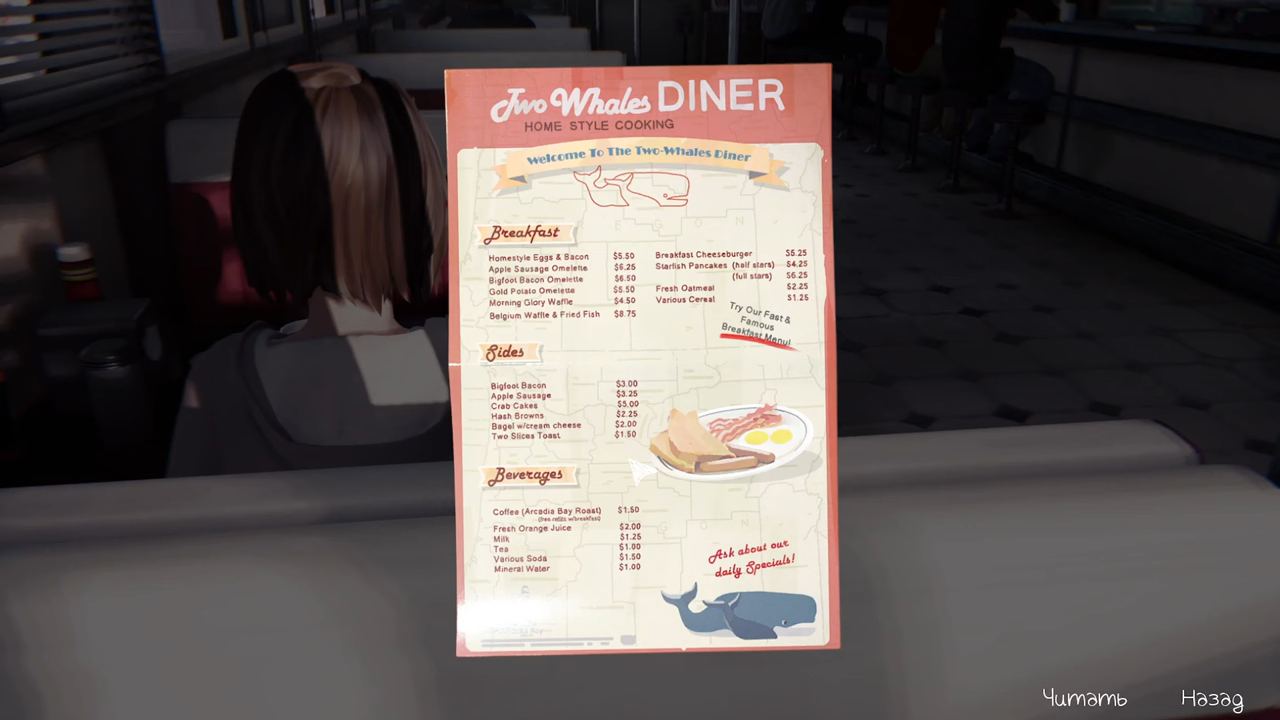 Two Whales DINER
HOME STYLE COOKING
Welcome To The Two-Whales Diner
Breakfast
Homestyle Eggs & Bacon $5.50
Apple Sausage Omelette $6.25
Bigfoot Bacon Omelette $6.50
Gold Potato Omelette $5.50
Morning Glory Waffle $4.50
Belgium Waffle & Fried Fish $8.75
Breakfast Cheeseburger $5.25
Starfish Pancakes (half stars) $4.25
(full stars) $6.25
Fresh Oatmeal $2.25
Various Cereal $1.25
Try Our Fast &
Famous
Breakfast Menu!
Sides
Bigfoot Bacon $3.00
Apple Sausage $3.25
Crab Cakes $5.00
Hash Browns $2.25
Bagel w/cream cheese $2.00
Two Slices Toast $1.50
Beverages
Coffee (Arcadia Bay Roast) $1.50
(free refills w/breakfast)
Fresh Orange Juice $2.00
Milk $1.25
Tea $1.00
Various Soda $1.50
Mineral Water $1.00
Ask about our
daily Specials!
Читать Назад